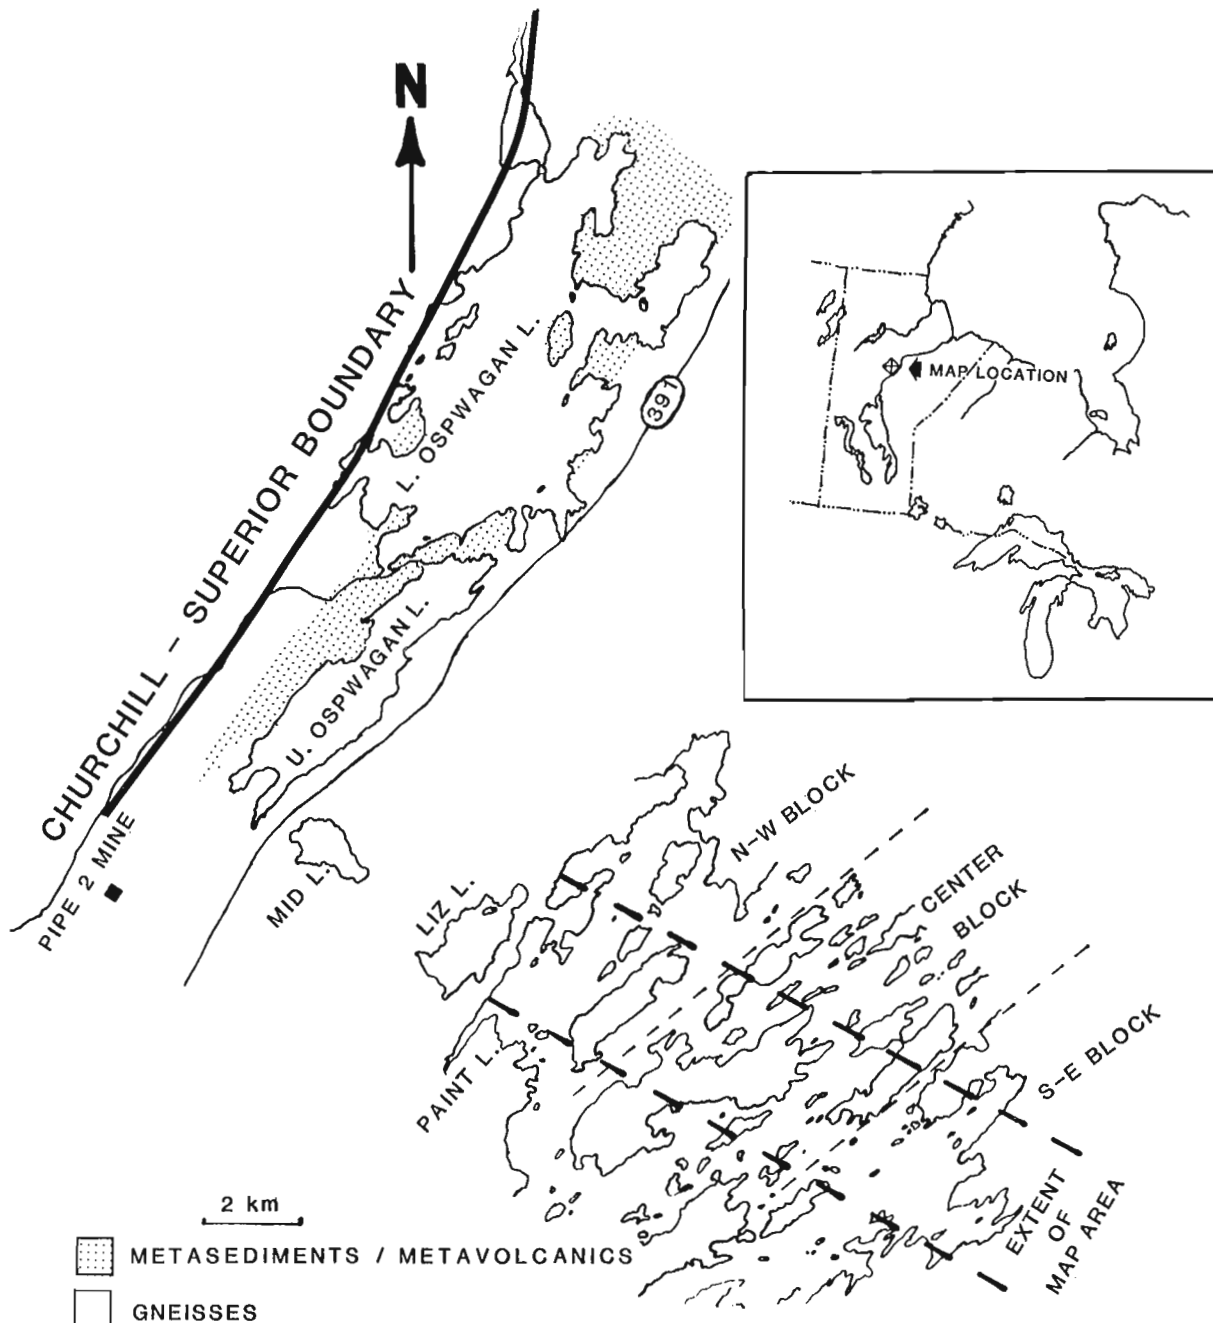 N
CHURCHILL – SUPERIOR BOUNDARY
L. OSPWAGAN L.
391
MAP LOCATION
U. OSPWAGAN L.
PIPE 2 MINE
MID L.
LIZ L.
PAINT L.
N-W BLOCK
CENTER
BLOCK
S-E BLOCK
EXTENT
OF
MAP AREA
2 km
METASEDIMENTS / METAVOLCANICS
GNEISSES